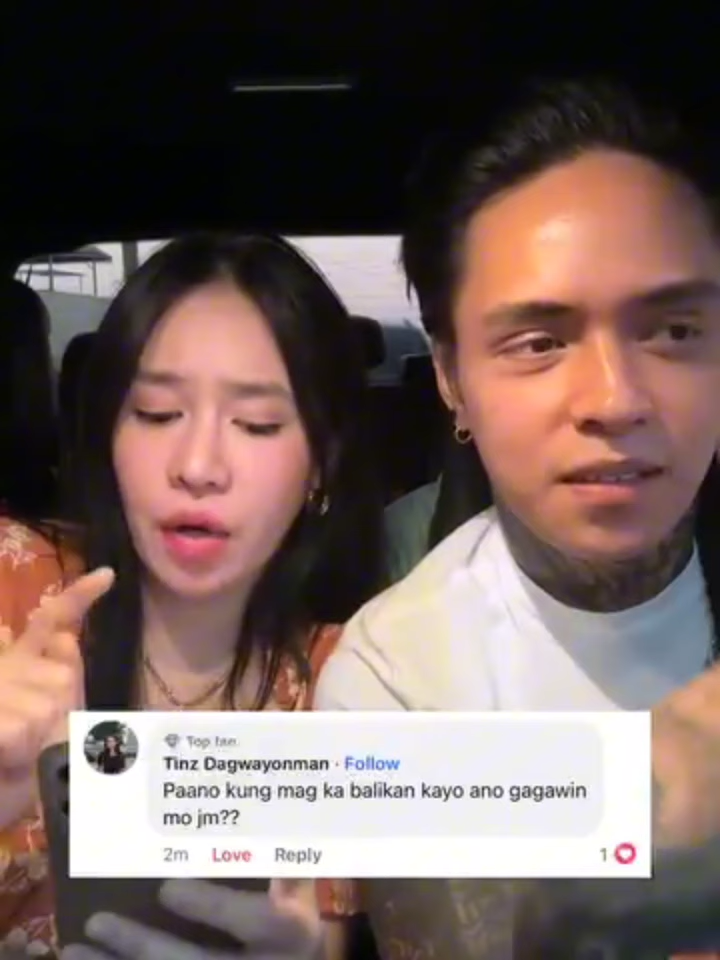 Top fan
Tinz Dagwayonman · Follow
Paano kung mag ka balikan kayo ano gagawin
mo jm??
2m Love Reply 1